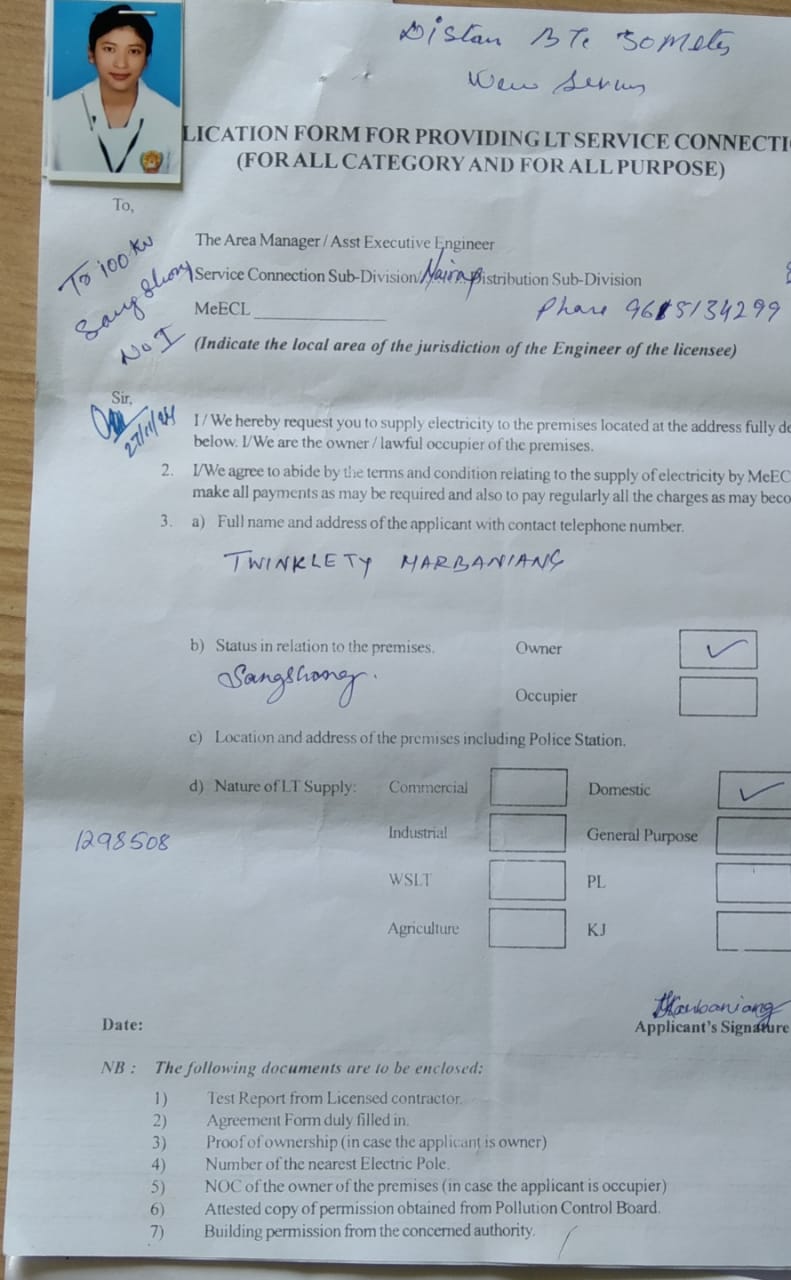 Distan BTC 30 Mets
New Servs
LICATION FORM FOR PROVIDING LT SERVICE CONNECTI
(FOR ALL CATEGORY AND FOR ALL PURPOSE)
To,
The Area Manager / Asst Executive Engineer
Service Connection Sub-Division/ Distribution Sub-Division
MeECL
Phone 9615134299
(Indicate the local area of the jurisdiction of the Engineer of the licensee)
To 100 KW
Sangshong
No I
Sir,
27/11/24
I / We hereby request you to supply electricity to the premises located at the address fully de
below. I/We are the owner / lawful occupier of the premises.
2. I/We agree to abide by the terms and condition relating to the supply of electricity by MeEC
make all payments as may be required and also to pay regularly all the charges as may beco
3. a) Full name and address of the applicant with contact telephone number.
TWINKLETY MARBANIANG
b) Status in relation to the premises. Owner ✓
Sangshong.
Occupier
c) Location and address of the premises including Police Station.
d) Nature of LT Supply: Commercial Domestic ✓
1298508
Industrial General Purpose
WSLT PL
Agriculture KJ
Marbaniang
Date: Applicant's Signature
NB : The following documents are to be enclosed:
1) Test Report from Licensed contractor.
2) Agreement Form duly filled in.
3) Proof of ownership (in case the applicant is owner)
4) Number of the nearest Electric Pole.
5) NOC of the owner of the premises (in case the applicant is occupier)
6) Attested copy of permission obtained from Pollution Control Board.
7) Building permission from the concerned authority.